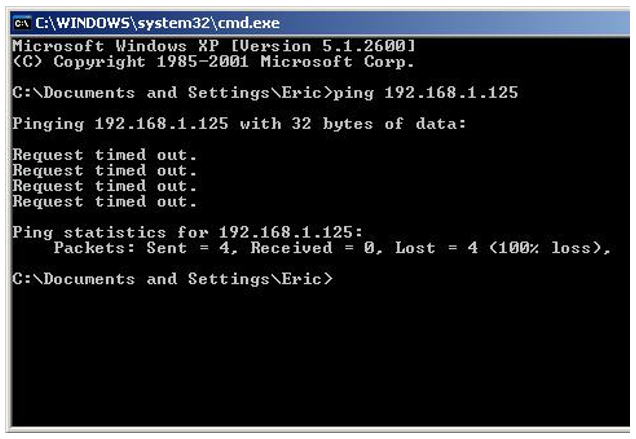 C:\WINDOWS\system32\cmd.exe
Microsoft Windows XP [Version 5.1.2600]
(C) Copyright 1985-2001 Microsoft Corp.
C:\Documents and Settings\Eric>ping 192.168.1.125
Pinging 192.168.1.125 with 32 bytes of data:
Request timed out.
Request timed out.
Request timed out.
Request timed out.
Ping statistics for 192.168.1.125:
    Packets: Sent = 4, Received = 0, Lost = 4 (100% loss),
C:\Documents and Settings\Eric>